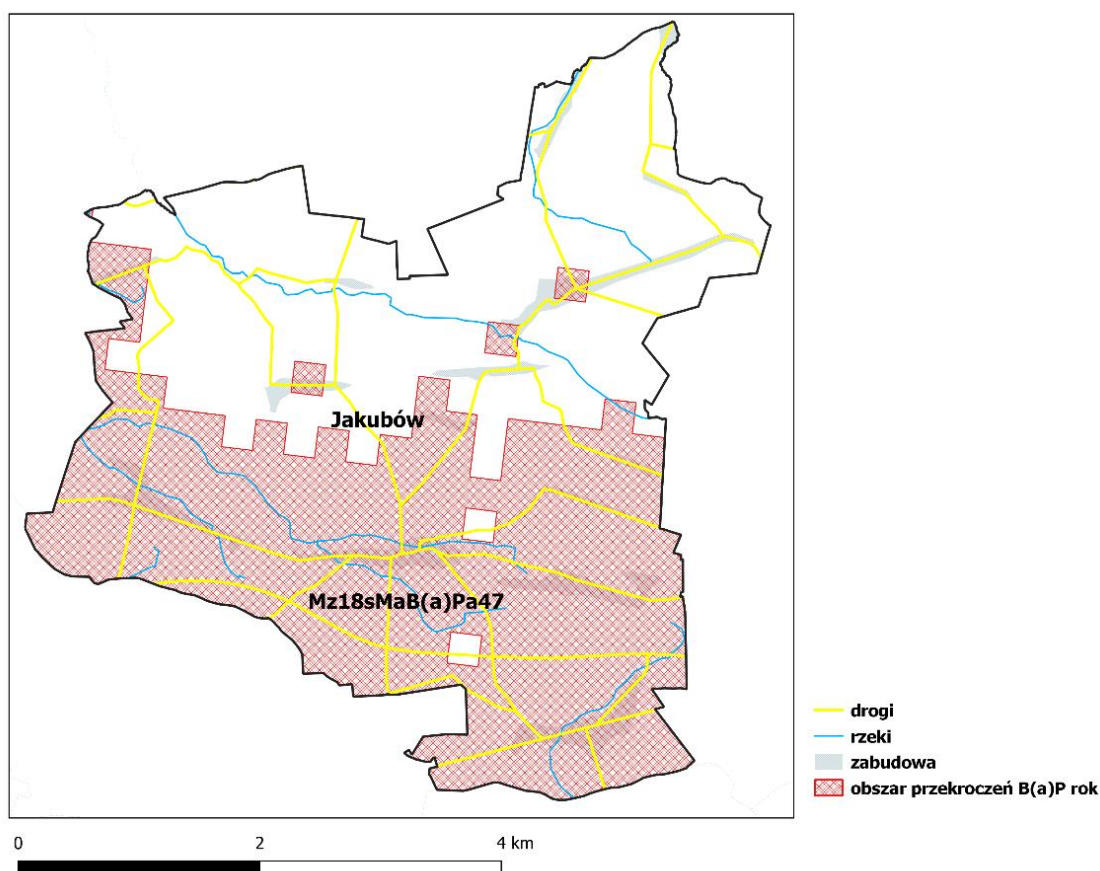 Jakubów
Mz18sMaB(a)Pa47
drogi
rzeki
zabudowa
obszar przekroczeń B(a)P rok
0 2 4 km